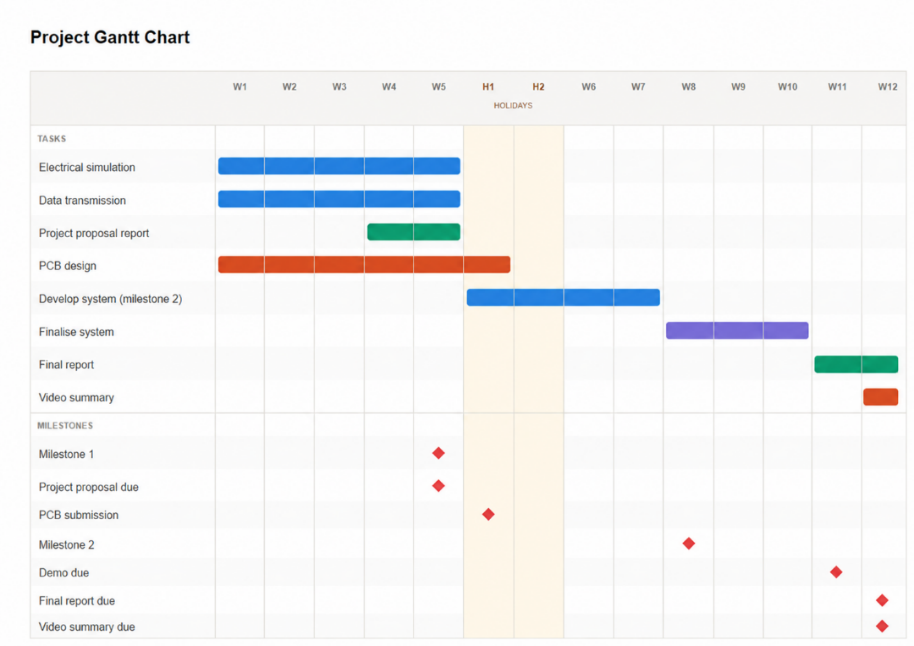 Project Gantt Chart
W1 W2 W3 W4 W5 H1 H2 W6 W7 W8 W9 W10 W11 W12
HOLIDAYS
TASKS
Electrical simulation
Data transmission
Project proposal report
PCB design
Develop system (milestone 2)
Finalise system
Final report
Video summary
MILESTONES
Milestone 1
Project proposal due
PCB submission
Milestone 2
Demo due
Final report due
Video summary due